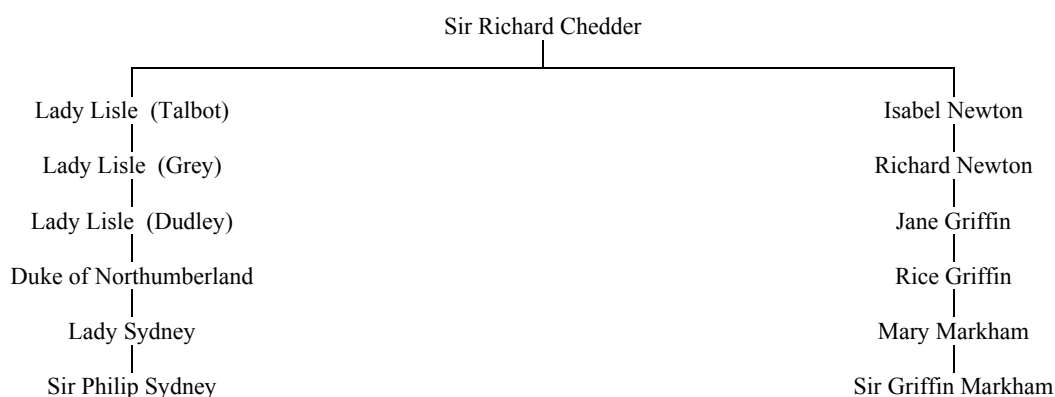 Sir Richard Chedder
Lady Lisle (Talbot)
Isabel Newton
Lady Lisle (Grey)
Richard Newton
Lady Lisle (Dudley)
Jane Griffin
Duke of Northumberland
Rice Griffin
Lady Sydney
Mary Markham
Sir Philip Sydney
Sir Griffin Markham